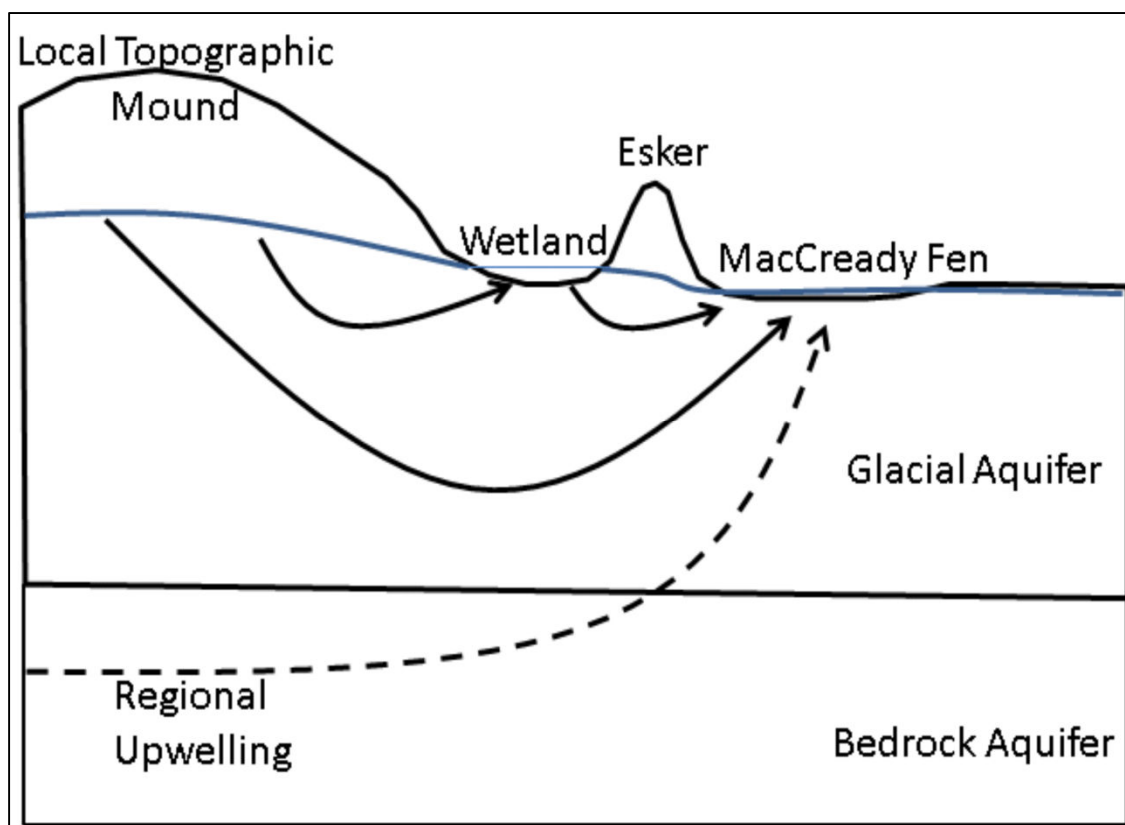 Local Topographic
Mound
Esker
Wetland
MacCready Fen
Glacial Aquifer
Regional
Upwelling
Bedrock Aquifer